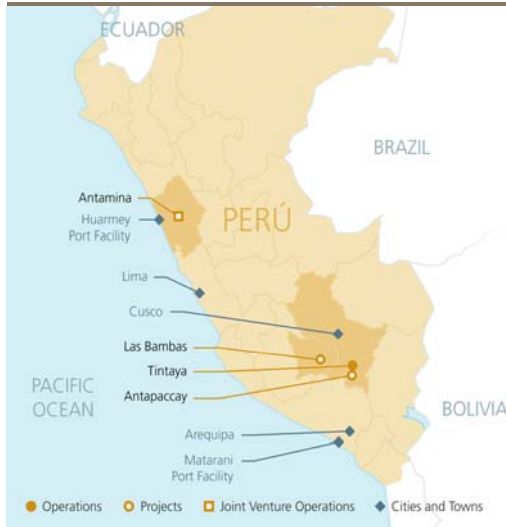 ECUADOR
BRAZIL
Antamina
Huarmey
Port Facility
PERÚ
Lima
Cusco
Las Bambas
Tintaya
Antapaccay
PACIFIC
OCEAN
BOLIVIA
Arequipa
Matarani
Port Facility
Operations Projects Joint Venture Operations Cities and Towns